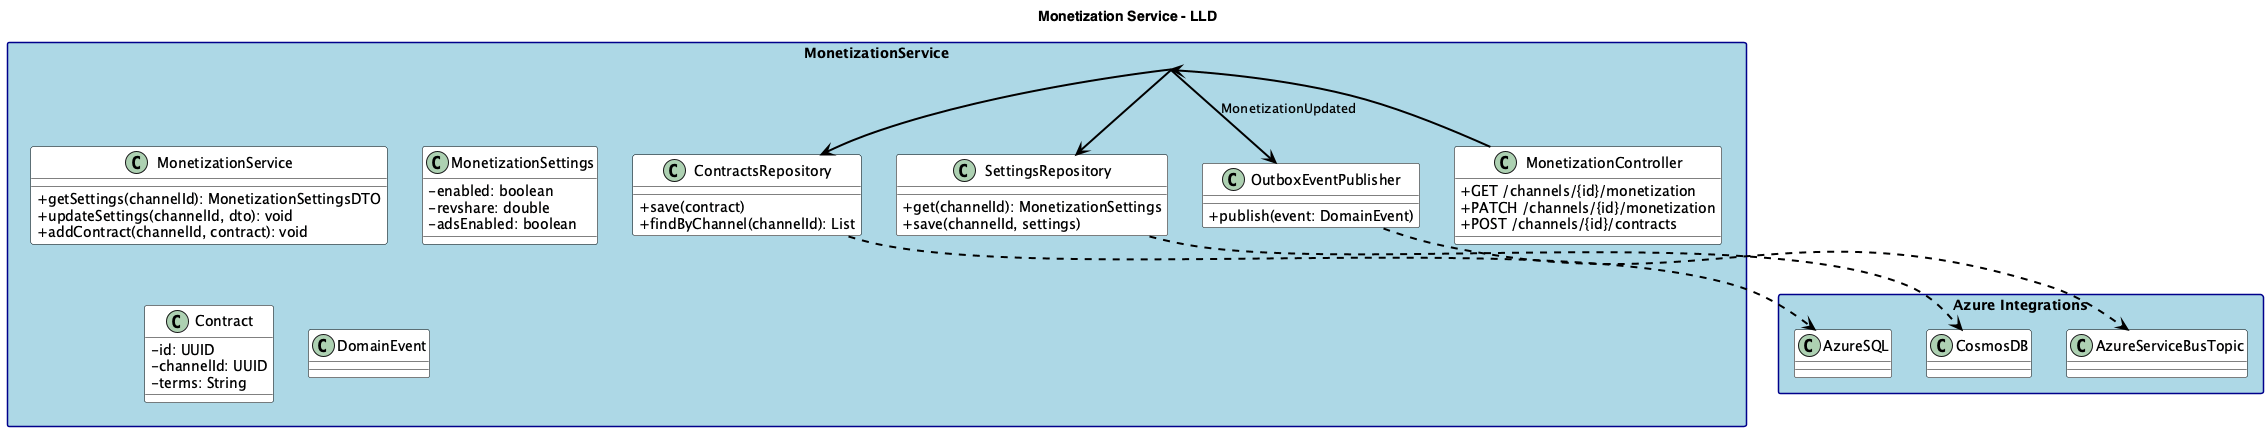 Monetization Service - LLD
MonetizationService
MonetizationUpdated
C MonetizationService
+getSettings(channelId): MonetizationSettingsDTO
+updateSettings(channelId, dto): void
+addContract(channelId, contract): void
C MonetizationSettings
-enabled: boolean
-revshare: double
-adsEnabled: boolean
C ContractsRepository
+save(contract)
+findByChannel(channelId): List
C SettingsRepository
+get(channelId): MonetizationSettings
+save(channelId, settings)
C OutboxEventPublisher
+publish(event: DomainEvent)
C MonetizationController
+GET /channels/{id}/monetization
+PATCH /channels/{id}/monetization
+POST /channels/{id}/contracts
C Contract
-id: UUID
-channelId: UUID
-terms: String
C DomainEvent
Azure Integrations
C AzureSQL
C CosmosDB
C AzureServiceBusTopic